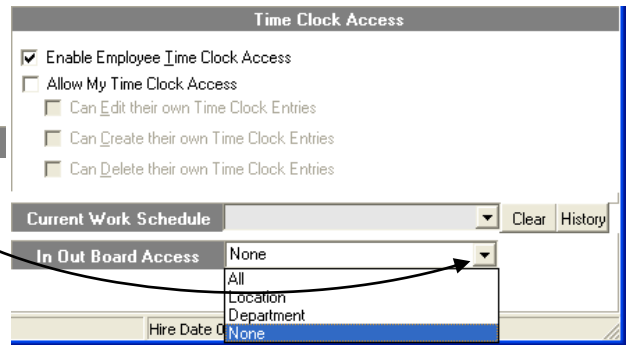 Time Clock Access
Enable Employee Time Clock Access
Allow My Time Clock Access
Can Edit their own Time Clock Entries
Can Create their own Time Clock Entries
Can Delete their own Time Clock Entries
Current Work Schedule Clear History
In Out Board Access None
All
Location
Department
Hire Date 0 None